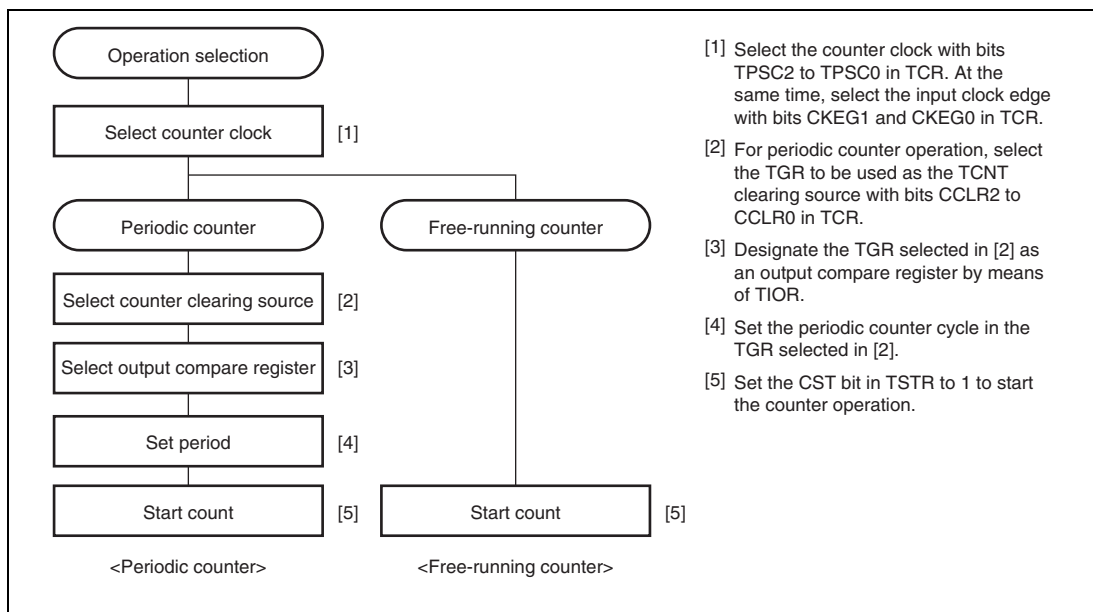 Operation selection
Select counter clock [1]
Periodic counter Free-running counter
Select counter clearing source [2]
Select output compare register [3]
Set period [4]
Start count [5] Start count [5]
<Periodic counter> <Free-running counter>
[1] Select the counter clock with bits
TPSC2 to TPSC0 in TCR. At the
same time, select the input clock edge
with bits CKEG1 and CKEG0 in TCR.
[2] For periodic counter operation, select
the TGR to be used as the TCNT
clearing source with bits CCLR2 to
CCLR0 in TCR.
[3] Designate the TGR selected in [2] as
an output compare register by means
of TIOR.
[4] Set the periodic counter cycle in the
TGR selected in [2].
[5] Set the CST bit in TSTR to 1 to start
the counter operation.